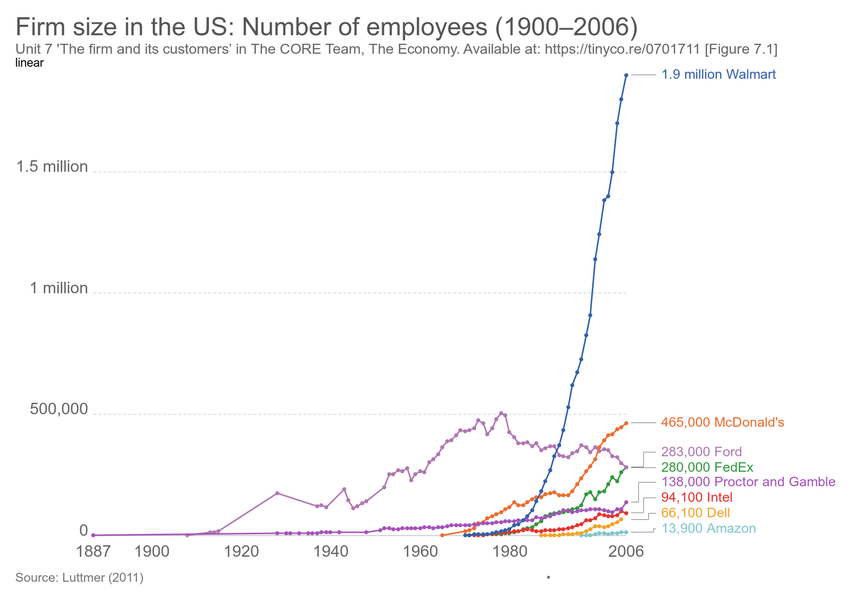 Firm size in the US: Number of employees (1900–2006)
Unit 7 'The firm and its customers' in The CORE Team, The Economy. Available at: https://tinyco.re/0701711 [Figure 7.1]
linear
1.9 million Walmart
1.5 million
1 million
500,000
465,000 McDonald's
283,000 Ford
280,000 FedEx
138,000 Proctor and Gamble
94,100 Intel
66,100 Dell
13,900 Amazon
0
1887 1900 1920 1940 1960 1980 2006
Source: Luttmer (2011)